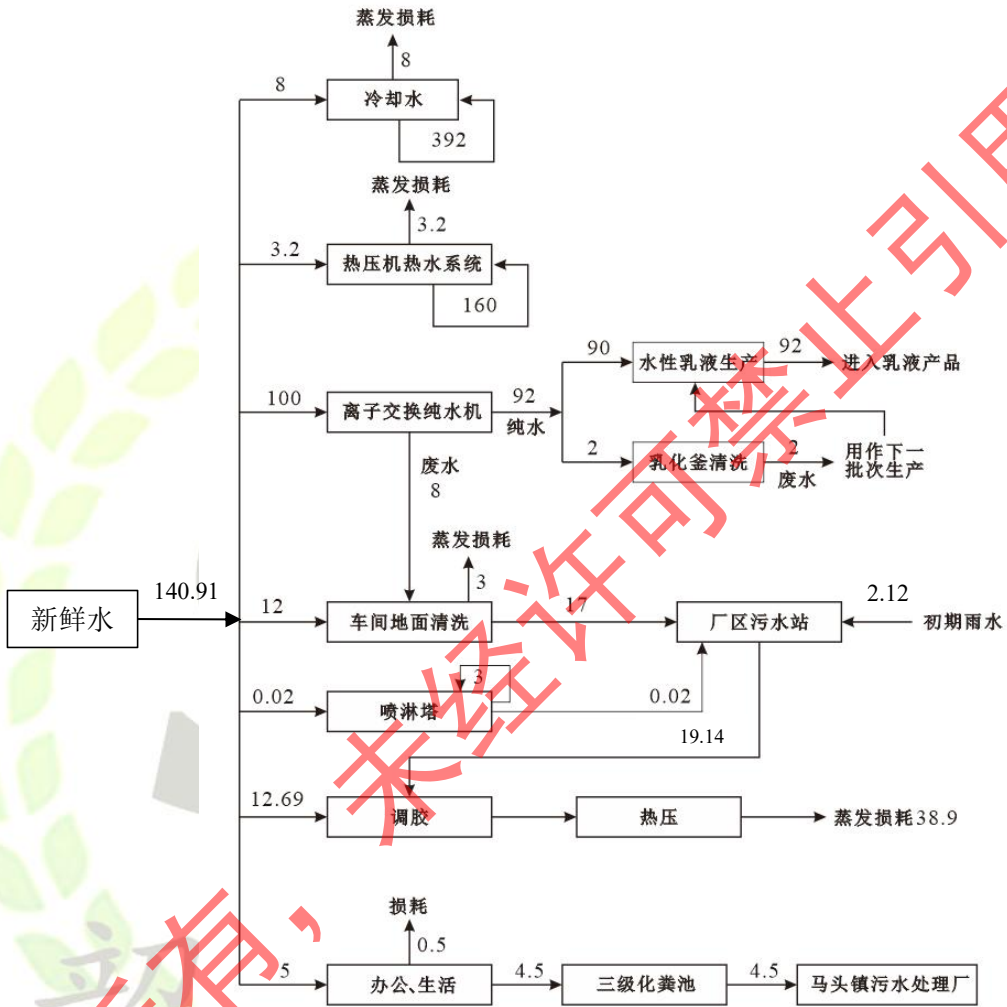 蒸发损耗
8
8
冷却水
392
蒸发损耗
3.2
3.2
热压机热水系统
160
90
水性乳液生产
92
进入乳液产品
100
离子交换纯水机
92
纯水
2
乳化釜清洗
2
废水
用作下一
批次生产
废水
8
蒸发损耗
3
新鲜水
140.91
12
车间地面清洗
17
厂区污水站
2.12
初期雨水
3
0.02
喷淋塔
0.02
19.14
12.69
调胶
热压
蒸发损耗38.9
损耗
0.5
5
办公、生活
4.5
三级化粪池
4.5
马头镇污水处理厂
有，未经许可禁止引用